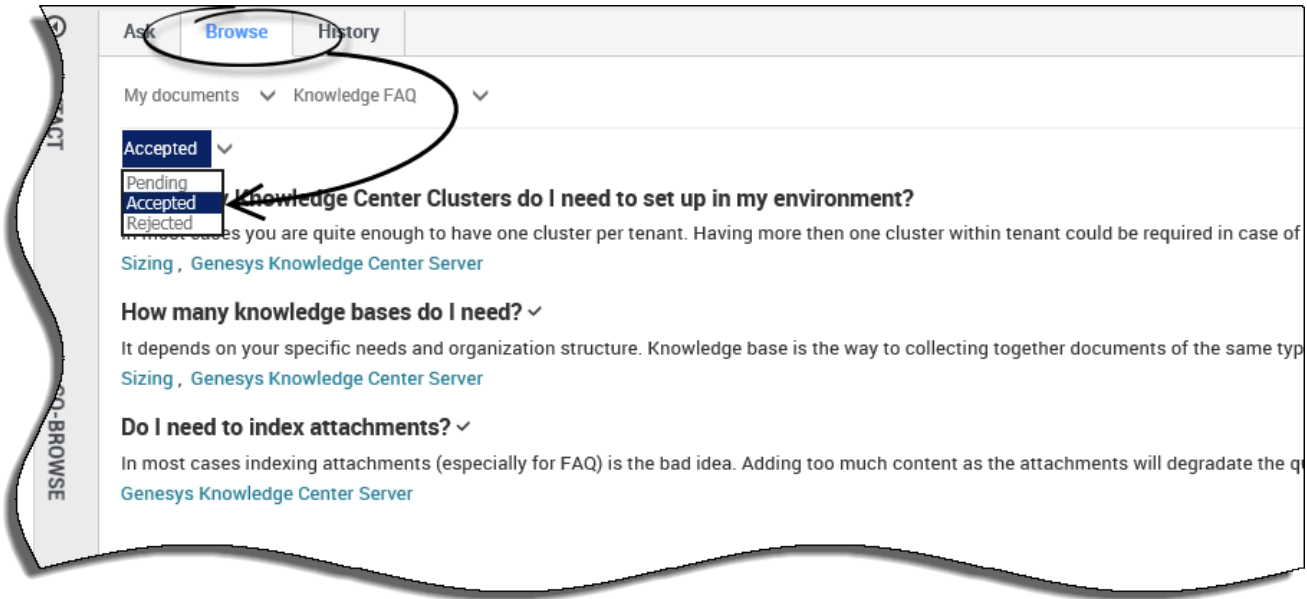 Ask Browse History
My documents Knowledge FAQ
Accepted
Pending
Accepted
Rejected
Knowledge Center Clusters do I need to set up in my environment?
you are quite enough to have one cluster per tenant. Having more then one cluster within tenant could be required in case of
Sizing , Genesys Knowledge Center Server
How many knowledge bases do I need?
It depends on your specific needs and organization structure. Knowledge base is the way to collecting together documents of the same typ
Sizing , Genesys Knowledge Center Server
Do I need to index attachments?
In most cases indexing attachments (especially for FAQ) is the bad idea. Adding too much content as the attachments will degradate the q
Genesys Knowledge Center Server
TACT
CO-BROWSE